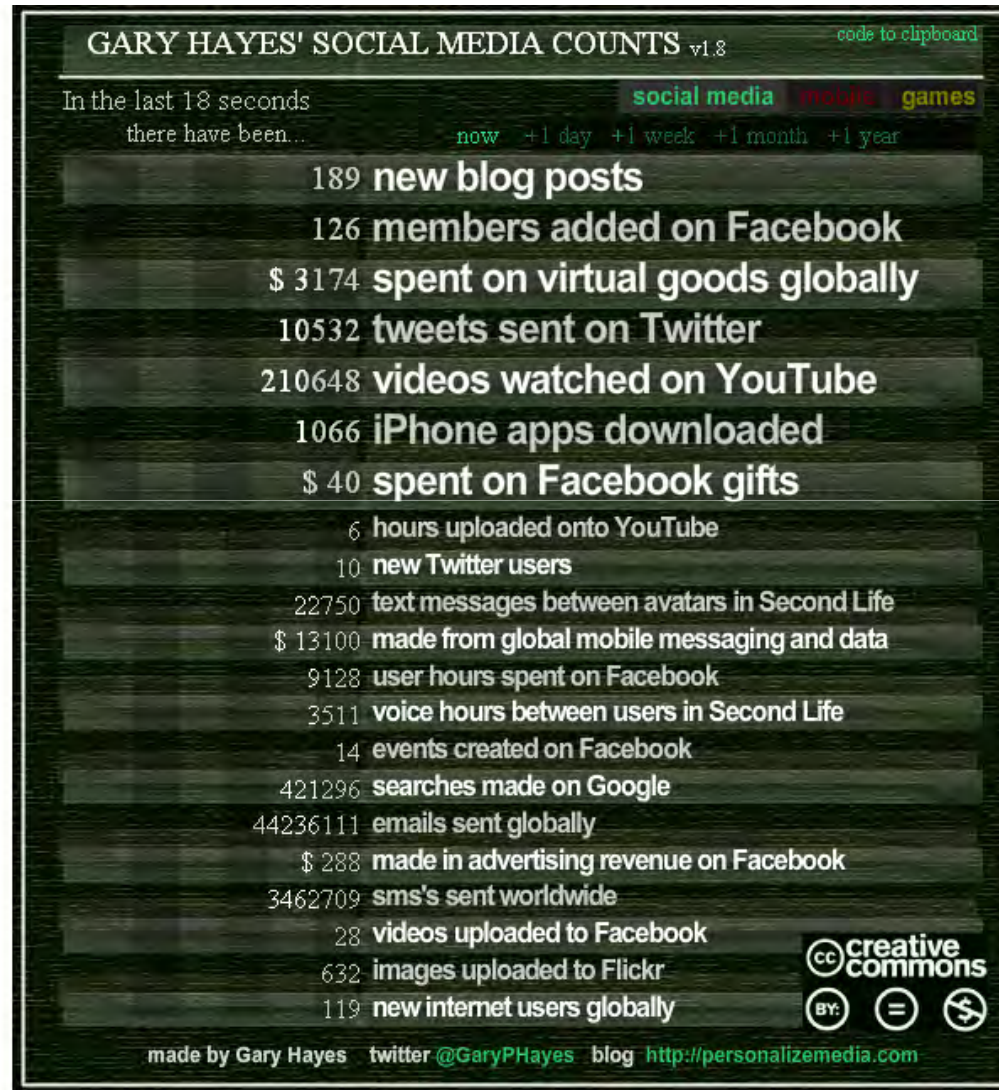 GARY HAYES' SOCIAL MEDIA COUNTS v1.8
code to clipboard
In the last 18 seconds
social media mobile games
there have been...
now +1 day +1 week +1 month +1 year
189 new blog posts
126 members added on Facebook
$ 3174 spent on virtual goods globally
10532 tweets sent on Twitter
210648 videos watched on YouTube
1066 iPhone apps downloaded
$ 40 spent on Facebook gifts
6 hours uploaded onto YouTube
10 new Twitter users
22750 text messages between avatars in Second Life
$ 13100 made from global mobile messaging and data
9128 user hours spent on Facebook
3511 voice hours between users in Second Life
14 events created on Facebook
421296 searches made on Google
44236111 emails sent globally
$ 288 made in advertising revenue on Facebook
3462709 sms's sent worldwide
28 videos uploaded to Facebook
632 images uploaded to Flickr
119 new internet users globally
cc creative commons
BY: = $
made by Gary Hayes twitter @GaryPHayes blog http://personalizemedia.com